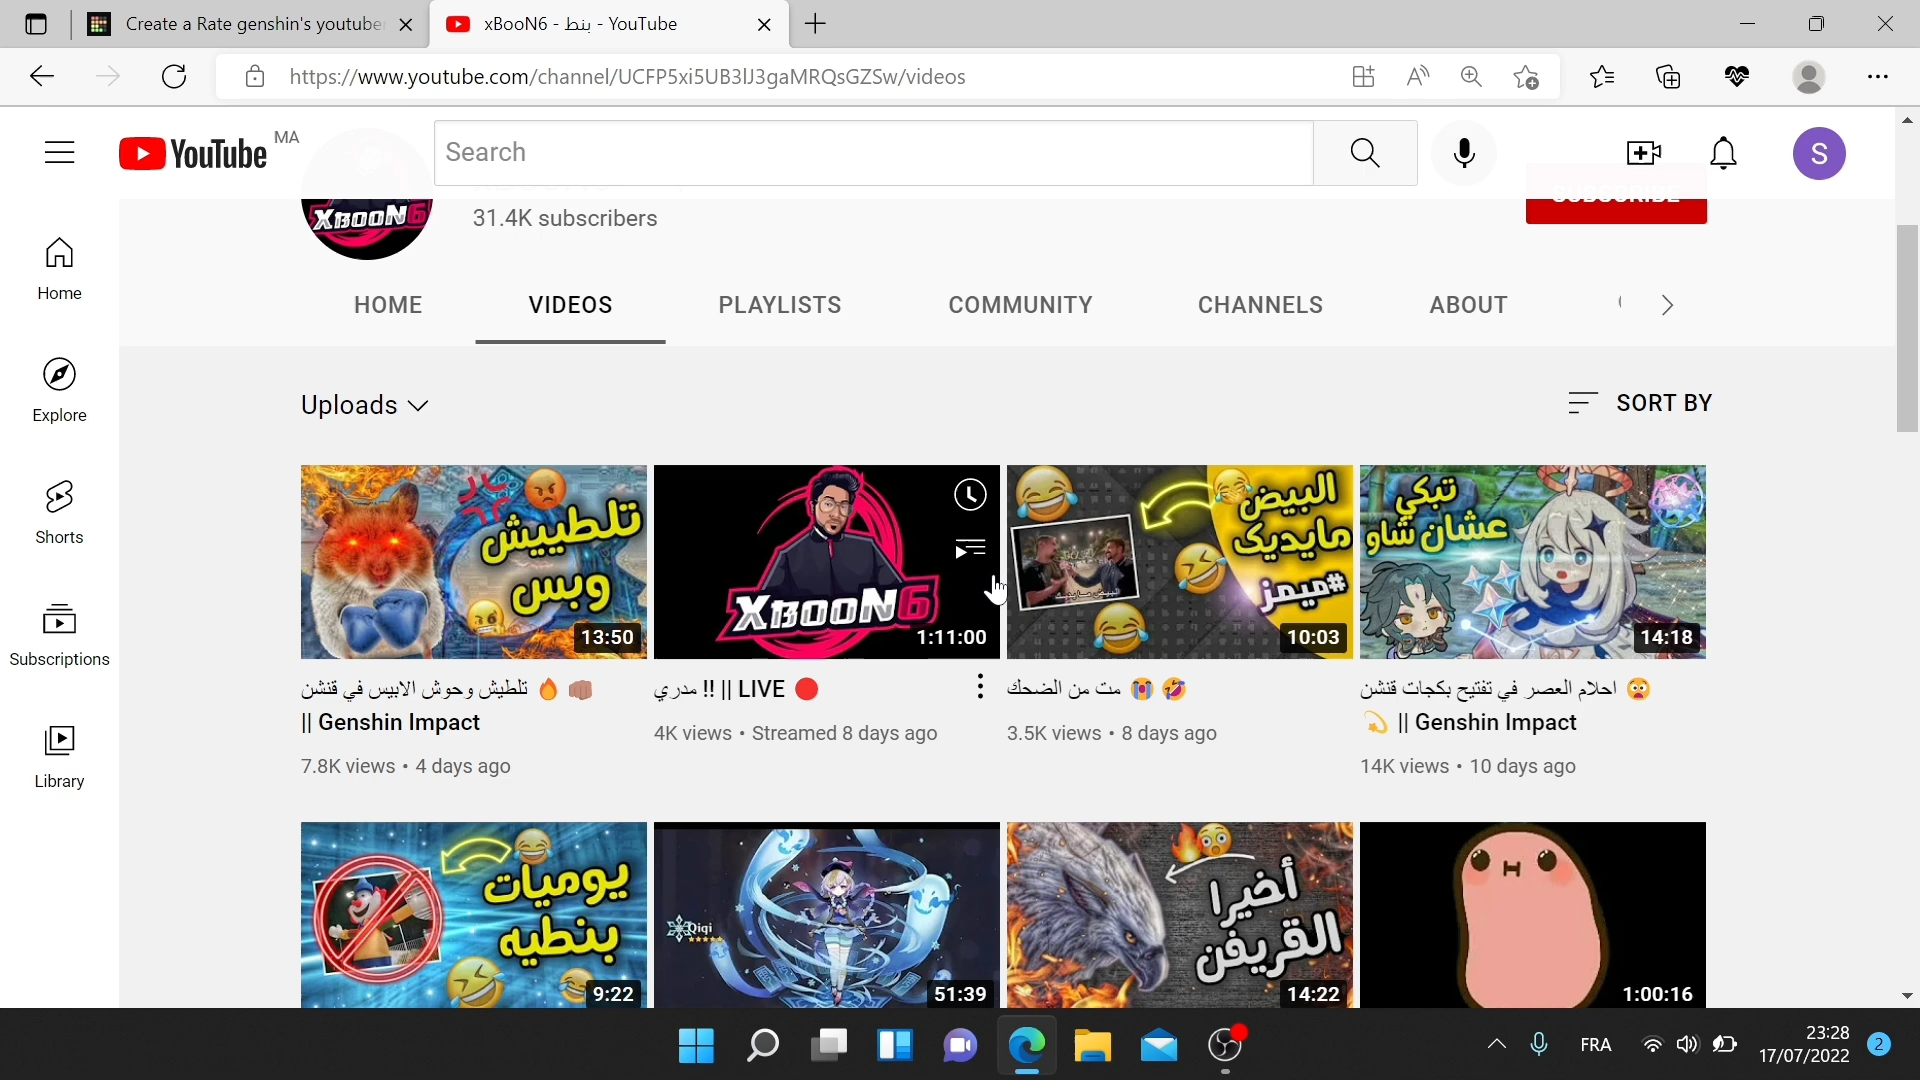 Create a Rate genshin's youtube
xBooN6 - بنط - YouTube
https://www.youtube.com/channel/UCFP5xi5UB3lJ3gaMRQsGZSw/videos
YouTube MA
Search
S
XBOON6
31.4K subscribers
SUBSCRIBE
HOME
VIDEOS
PLAYLISTS
COMMUNITY
CHANNELS
ABOUT
Home
Explore
Shorts
Subscriptions
Library
Uploads
SORT BY
تلطييش
وبس
13:50
XBOON6
1:11:00
البيض
مايديك
#ميمز
البيض مايديك
10:03
تبكي
عشان شاو
14:18
تلطيش وحوش الابيس في قنشن 🔥 👊🏽
|| Genshin Impact
7.8K views • 4 days ago
مدري !! || LIVE 🔴
4K views • Streamed 8 days ago
مت من الضحك 😭 🤣
3.5K views • 8 days ago
احلام العصر في تفتيح بكجات قنشن 😳
💫 || Genshin Impact
14K views • 10 days ago
يوميات
بنطيه
9:22
Qiqi
51:39
أخيرا
القريفن
14:22
1:00:16
FRA
23:28
17/07/2022
2